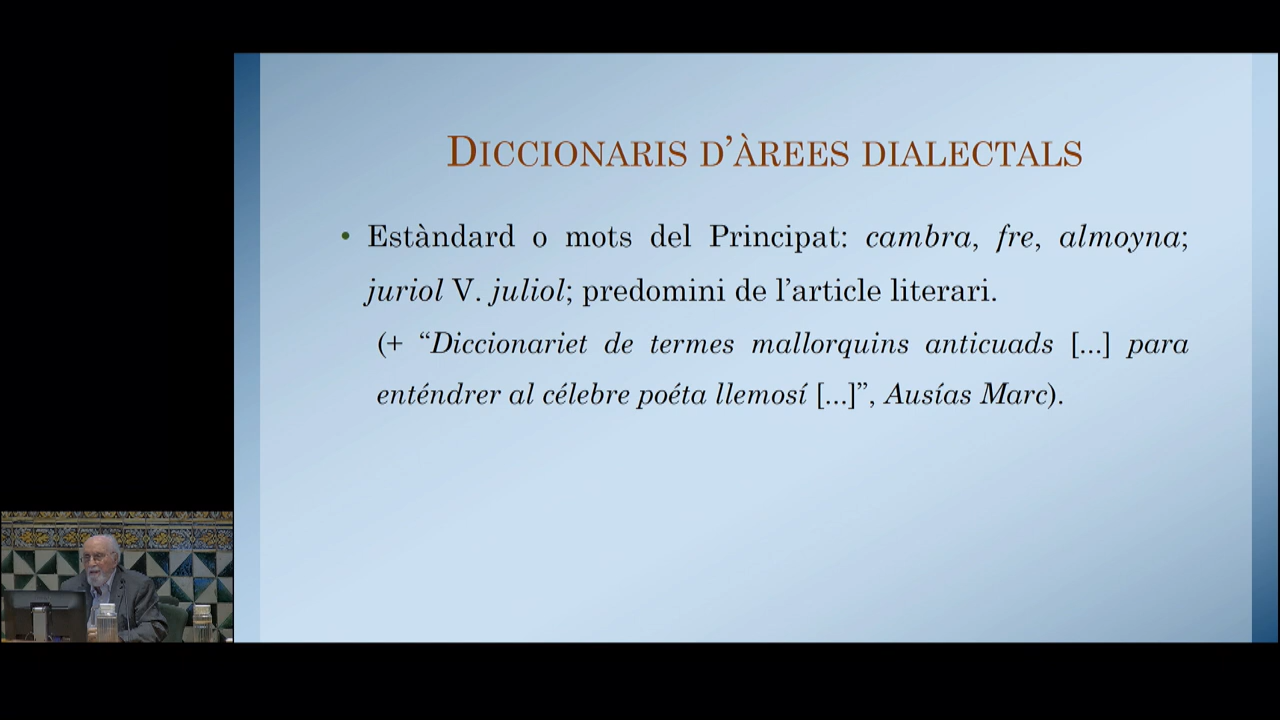 DICCIONARIS D’ÀREES DIALECTALS
• Estàndard o mots del Principat: cambra, fre, almoyna;
juriol V. juliol; predomini de l’article literari.
(+ “Diccionariet de termes mallorquins anticuads [...] para
enténdrer al célebre poéta llemosí [...]”, Ausías Marc).